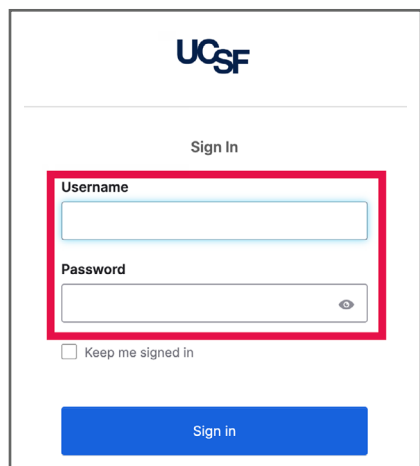 UCSF
Sign In
Username
Password
Keep me signed in
Sign in